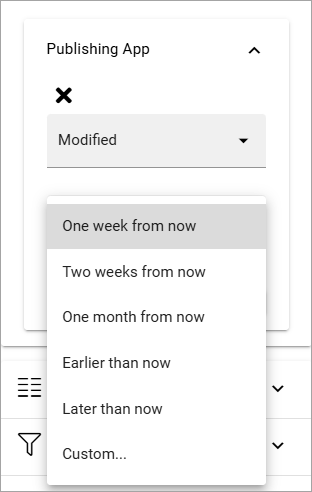 Publishing App
Modified
One week from now
Two weeks from now
One month from now
Earlier than now
Later than now
Custom...